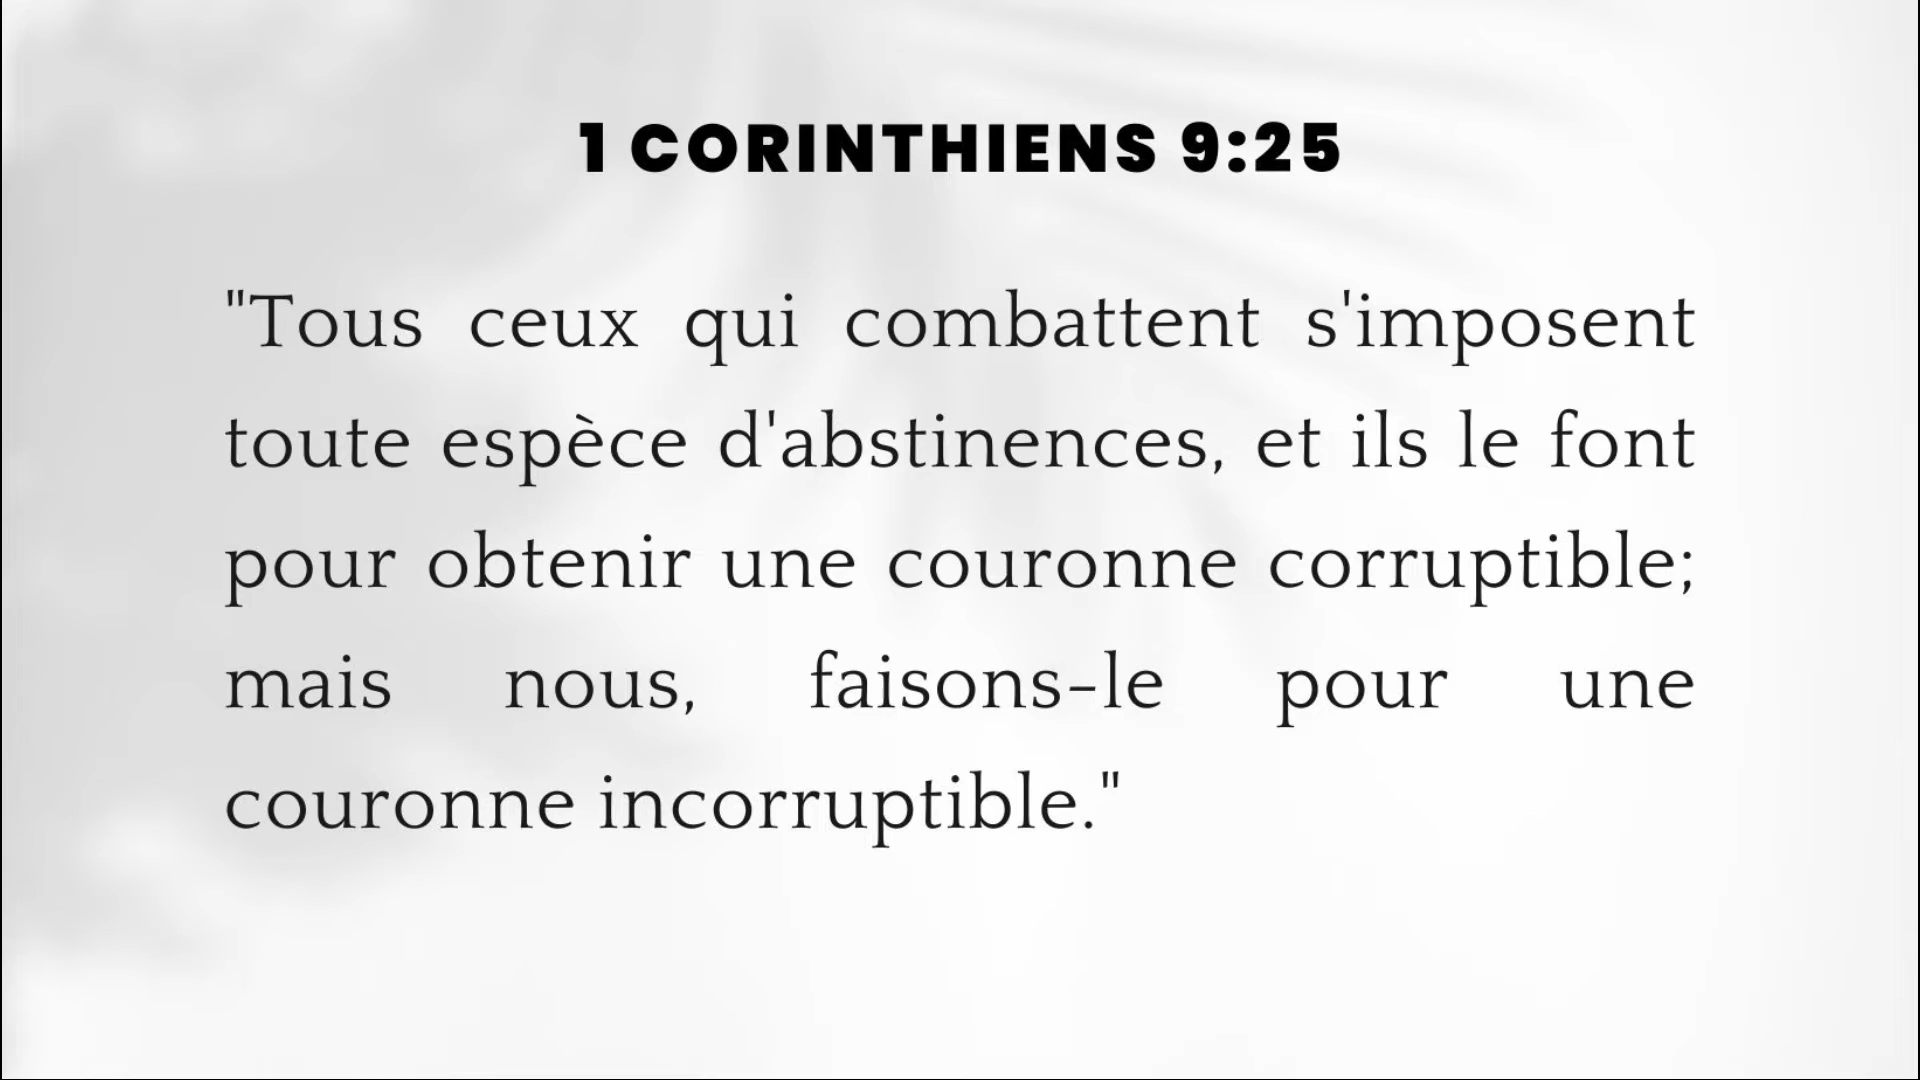 1 CORINTHIENS 9:25
"Tous ceux qui combattent s'imposent
toute espèce d'abstinences, et ils le font
pour obtenir une couronne corruptible;
mais nous, faisons-le pour une
couronne incorruptible."